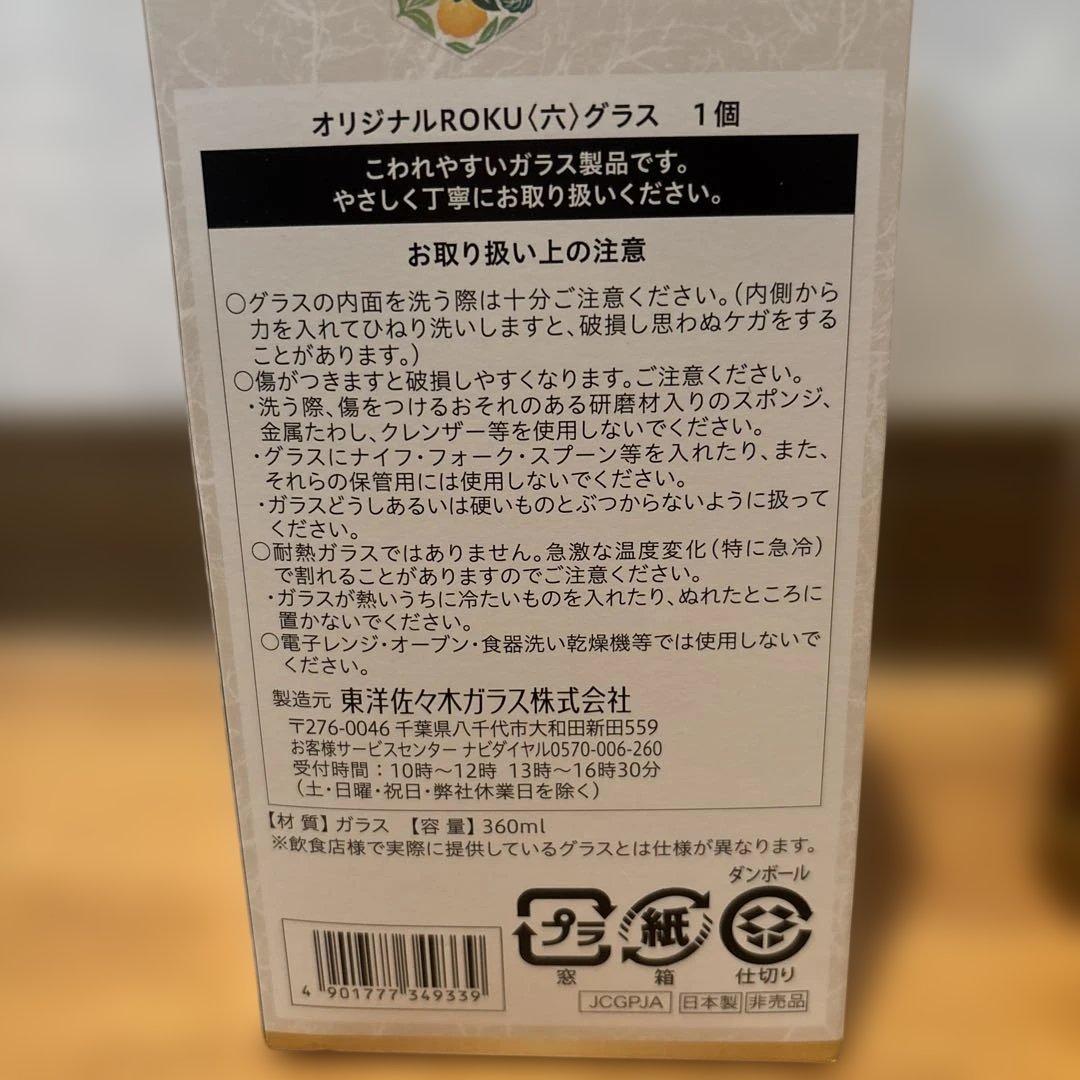 オリジナルROKU〈六〉グラス　1個
こわれやすいガラス製品です。
やさしく丁寧にお取り扱いください。
お取り扱い上の注意
○グラスの内面を洗う際は十分ご注意ください。（内側から
力を入れてひねり洗いしますと、破損し思わぬケガをする
ことがあります。）
○傷がつきますと破損しやすくなります。ご注意ください。
・洗う際、傷をつけるおそれのある研磨材入りのスポンジ、
金属たわし、クレンザー等を使用しないでください。
・グラスにナイフ・フォーク・スプーン等を入れたり、また、
それらの保管用には使用しないでください。
・ガラスどうしあるいは硬いものとぶつからないように扱って
ください。
○耐熱ガラスではありません。急激な温度変化（特に急冷）
で割れることがありますのでご注意ください。
・ガラスが熱いうちに冷たいものを入れたり、ぬれたところに
置かないでください。
○電子レンジ・オーブン・食器洗い乾燥機等では使用しないで
ください。
製造元 東洋佐々木ガラス株式会社
〒276-0046 千葉県八千代市大和田新田559
お客様サービスセンター ナビダイヤル0570-006-260
受付時間：10時〜12時 13時〜16時30分
（土・日曜・祝日・弊社休業日を除く）
【材 質】ガラス 【容 量】360ml
※飲食店様で実際に提供しているグラスとは仕様が異なります。
ダンボール
プラ 紙
窓 箱 仕切り
4 901777 349339
JCGPJA 日本製 非売品